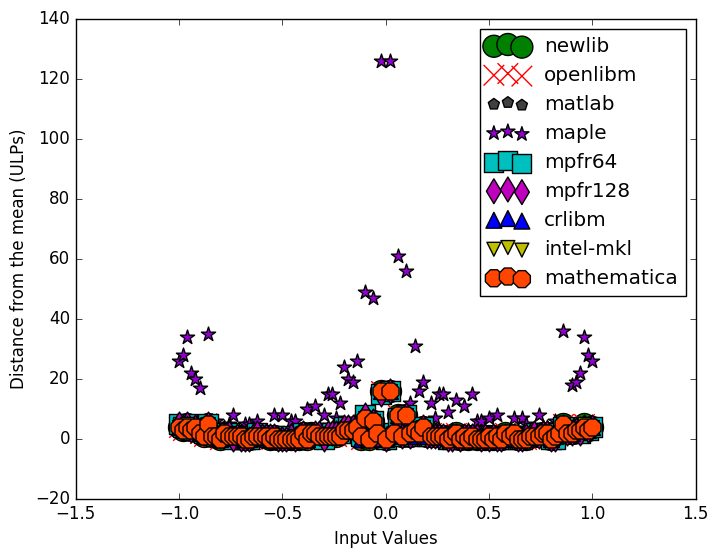 140
120
100
80
60
40
20
0
−20
−1.5 −1.0 −0.5 0.0 0.5 1.0 1.5
Distance from the mean (ULPs)
Input Values
newlib
openlibm
matlab
maple
mpfr64
mpfr128
crlibm
intel-mkl
mathematica